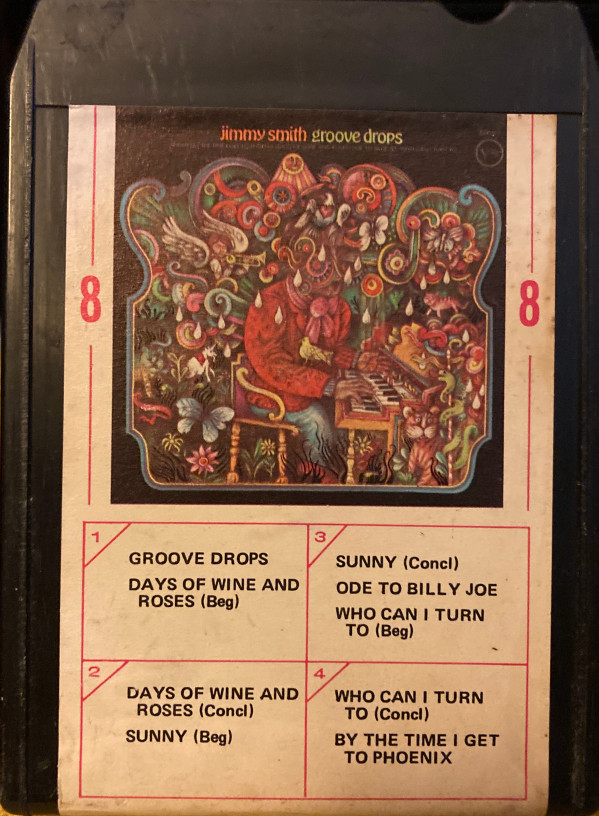 jimmy smith groove drops
8
8
1
GROOVE DROPS
DAYS OF WINE AND
ROSES (Beg)
2
DAYS OF WINE AND
ROSES (Concl)
SUNNY (Beg)
3
SUNNY (Concl)
ODE TO BILLY JOE
WHO CAN I TURN
TO (Beg)
4
WHO CAN I TURN
TO (Concl)
BY THE TIME I GET
TO PHOENIX